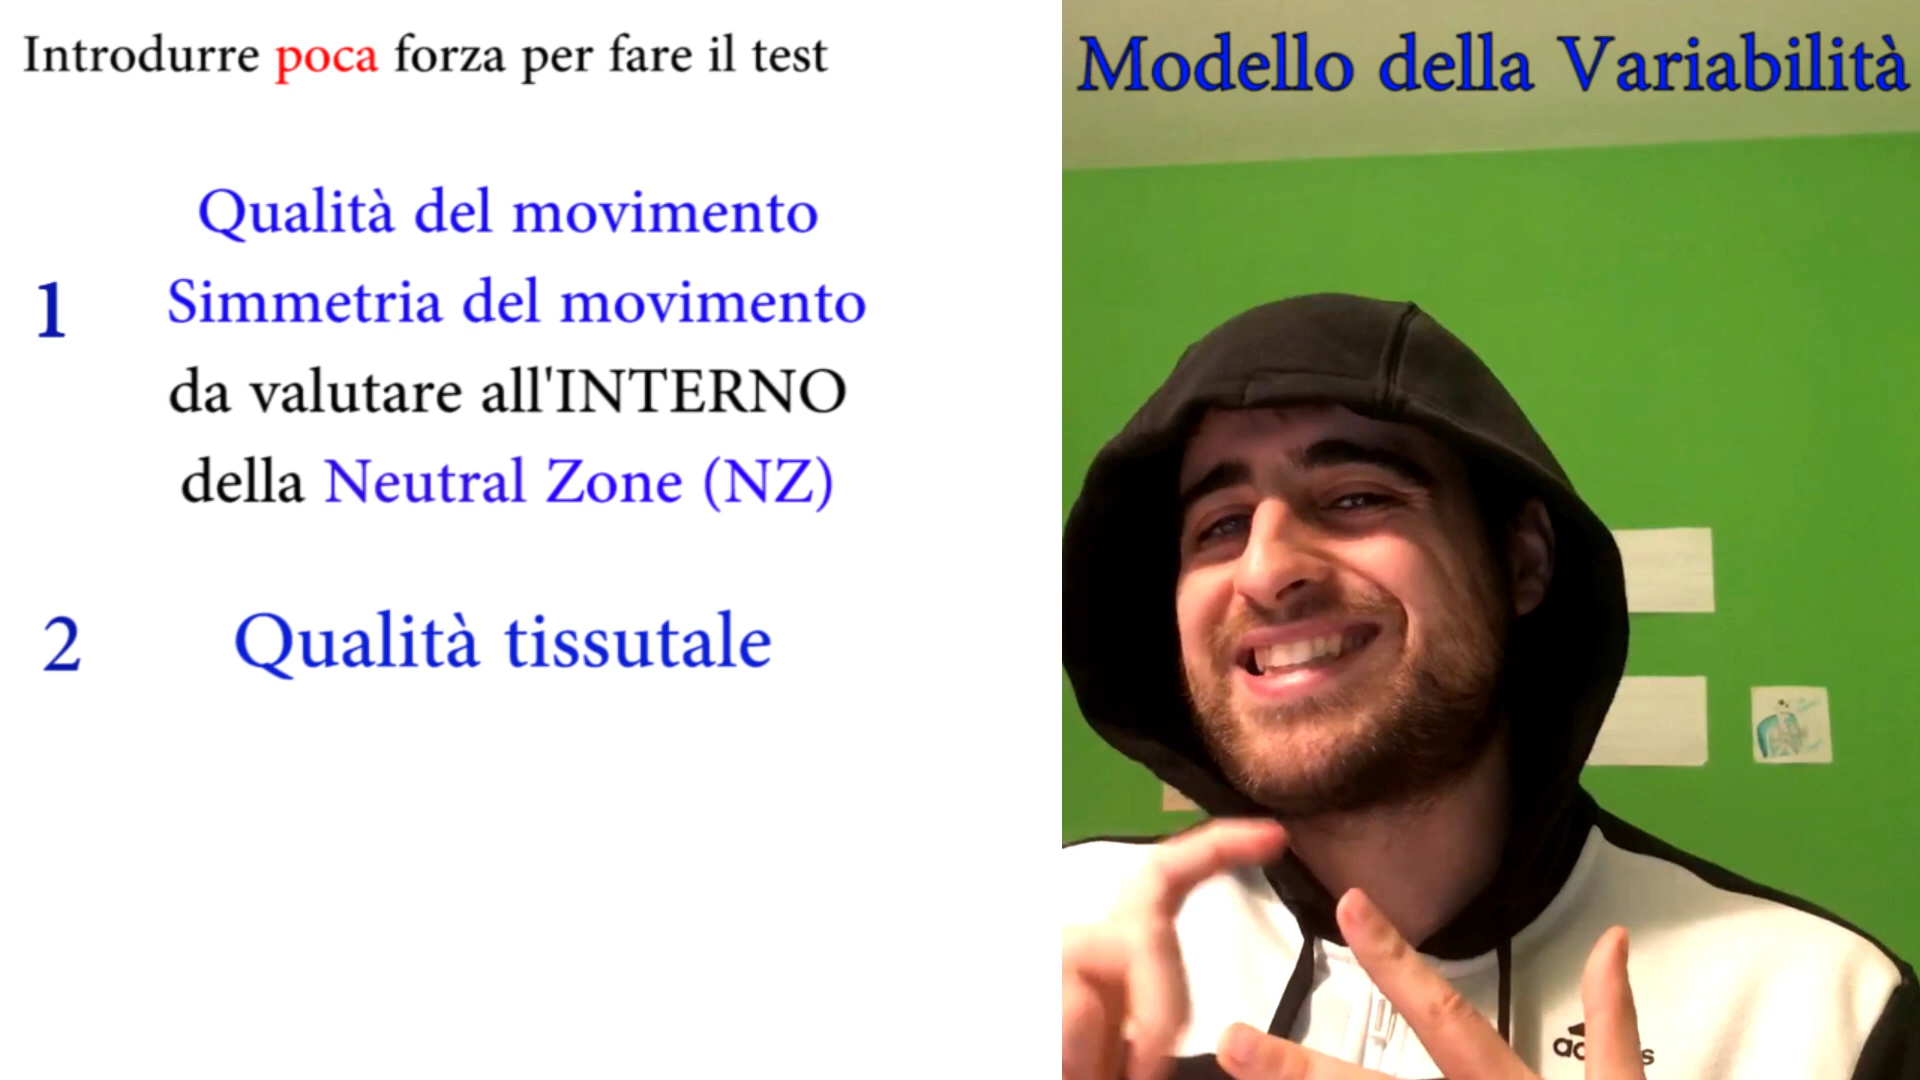 Introdurre poca forza per fare il test
Modello della Variabilità
Qualità del movimento
1
Simmetria del movimento
da valutare all'INTERNO
della Neutral Zone (NZ)
2
Qualità tissutale